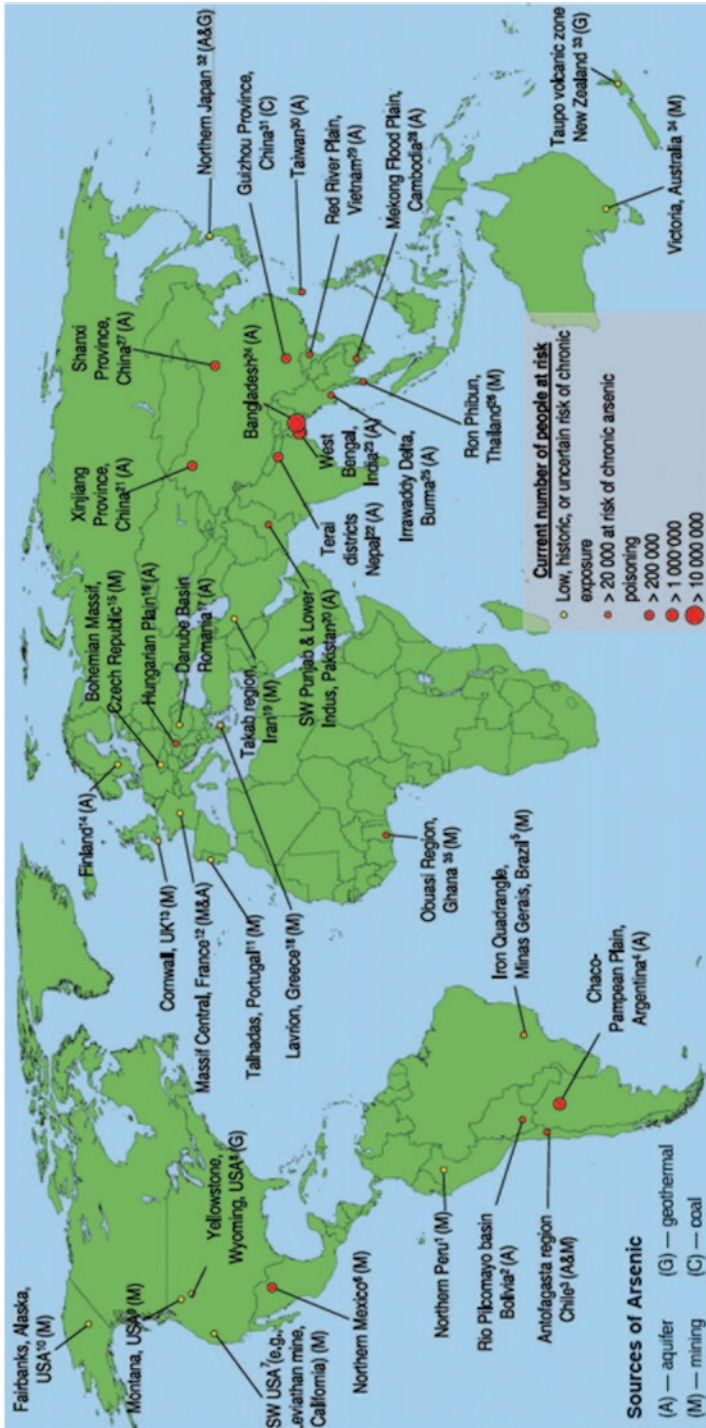 Fairbanks, Alaska,
USA¹⁰ (M)
Montana, USA⁹ (M)
Yellowstone,
Wyoming, USA⁸ (G)
SW USA⁷ (e.g.,
Leviathan mine,
California) (M)
Northern Mexico⁶ (M)
Northern Peru¹ (M)
Rio Pilcomayo basin
Bolivia² (A)
Antofagasta region
Chile³ (A&M)
Iron Quadrangle,
Minas Gerais, Brazil⁵ (M)
Chaco-
Pampean Plain,
Argentina⁴ (A)
Finland¹⁴ (A)
Cornwall, UK¹³ (M)
Massif Central, France¹² (M&A)
Talhadas, Portugal¹¹ (M)
Lavrion, Greece¹⁸ (M)
Bohemian Massif,
Czech Republic¹⁵ (M)
Hungarian Plain¹⁶ (A)
Danube Basin
Romania¹⁷ (A)
Takab region,
Iran¹⁹ (M)
SW Punjab & Lower
Indus, Pakistan²⁰ (A)
Obuasi Region,
Ghana ³⁵ (M)
Xinjiang
Province,
China²¹ (A)
Shanxi
Province,
China²⁷ (A)
Bangladesh²⁴ (A)
West
Bengal,
India²³ (A)
Terai
districts
Nepal²² (A)
Irrawaddy Delta,
Burma²⁵ (A)
Ron Phibun,
Thailand²⁶ (M)
Northern Japan ³² (A&G)
Guizhou Province,
China³¹ (C)
Taiwan³⁰ (A)
Red River Plain,
Vietnam²⁹ (A)
Mekong Flood Plain,
Cambodia²⁸ (A)
Taupo volcanic zone
New Zealand ³³ (G)
Victoria, Australia ³⁴ (M)
Sources of Arsenic
(A) — aquifer (G) — geothermal
(M) — mining (C) — coal
Current number of people at risk
Low, historic, or uncertain risk of chronic
exposure
> 20 000 at risk of chronic arsenic
poisoning
> 200 000
> 1 000'000
> 10 000 000